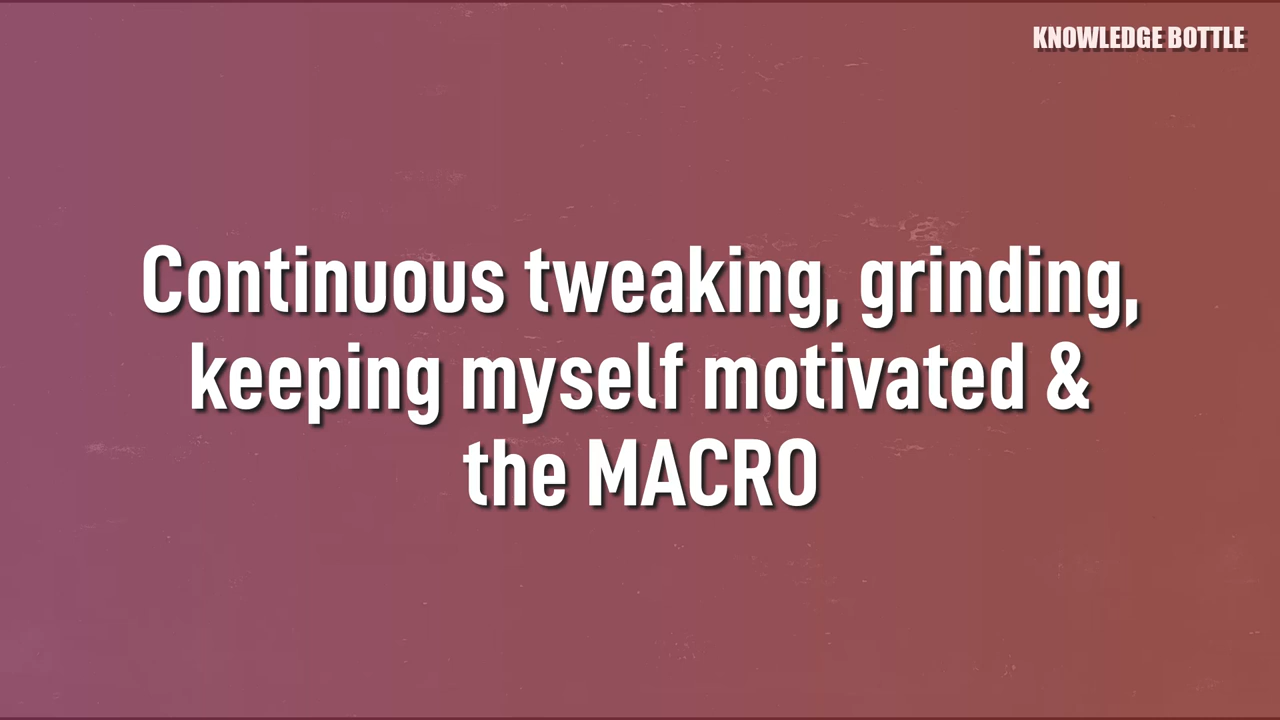 KNOWLEDGE BOTTLE
Continuous tweaking, grinding,
keeping myself motivated &
the MACRO